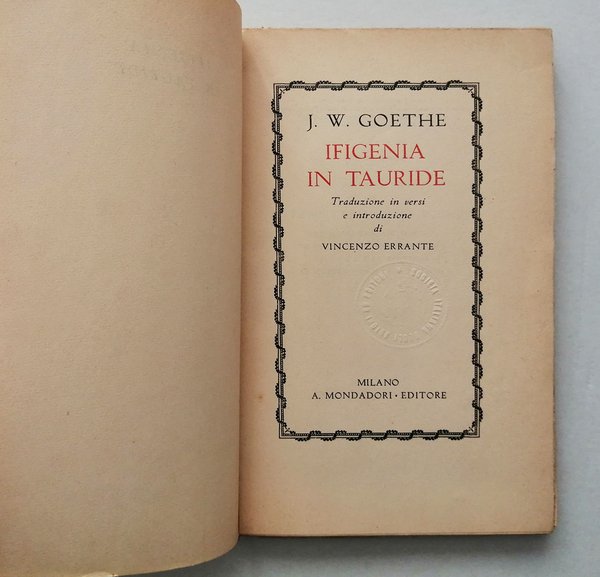 J. W. GOETHE
IFIGENIA
IN TAURIDE
Traduzione in versi
e introduzione
di
VINCENZO ERRANTE
MILANO
A. MONDADORI · EDITORE